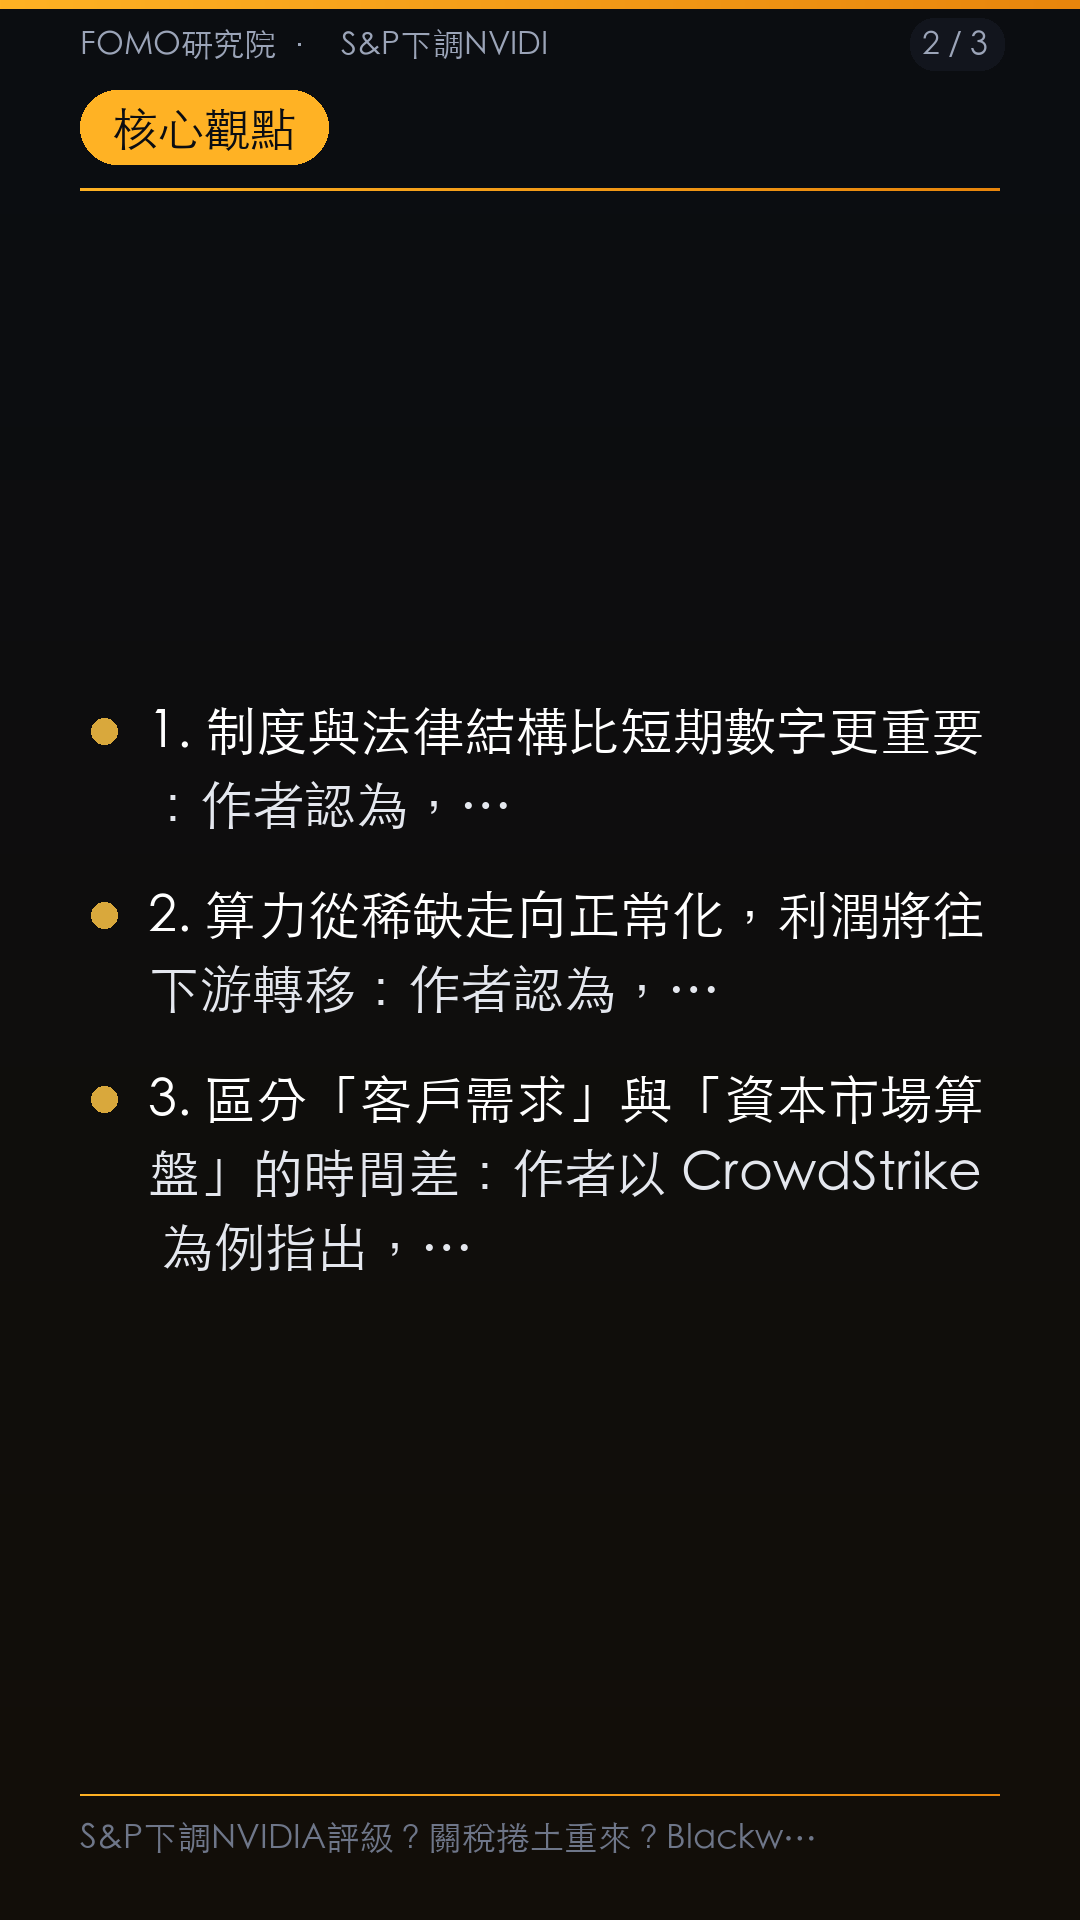 FOMO研究院 · S&P下調NVIDI
2 / 3
核心觀點
1. 制度與法律結構比短期數字更重要
：作者認為，…
2. 算力從稀缺走向正常化，利潤將往
下游轉移：作者認為，…
3. 區分「客戶需求」與「資本市場算
盤」的時間差：作者以 CrowdStrike
為例指出，…
S&P下調NVIDIA評級？關稅捲土重來？Blackw…